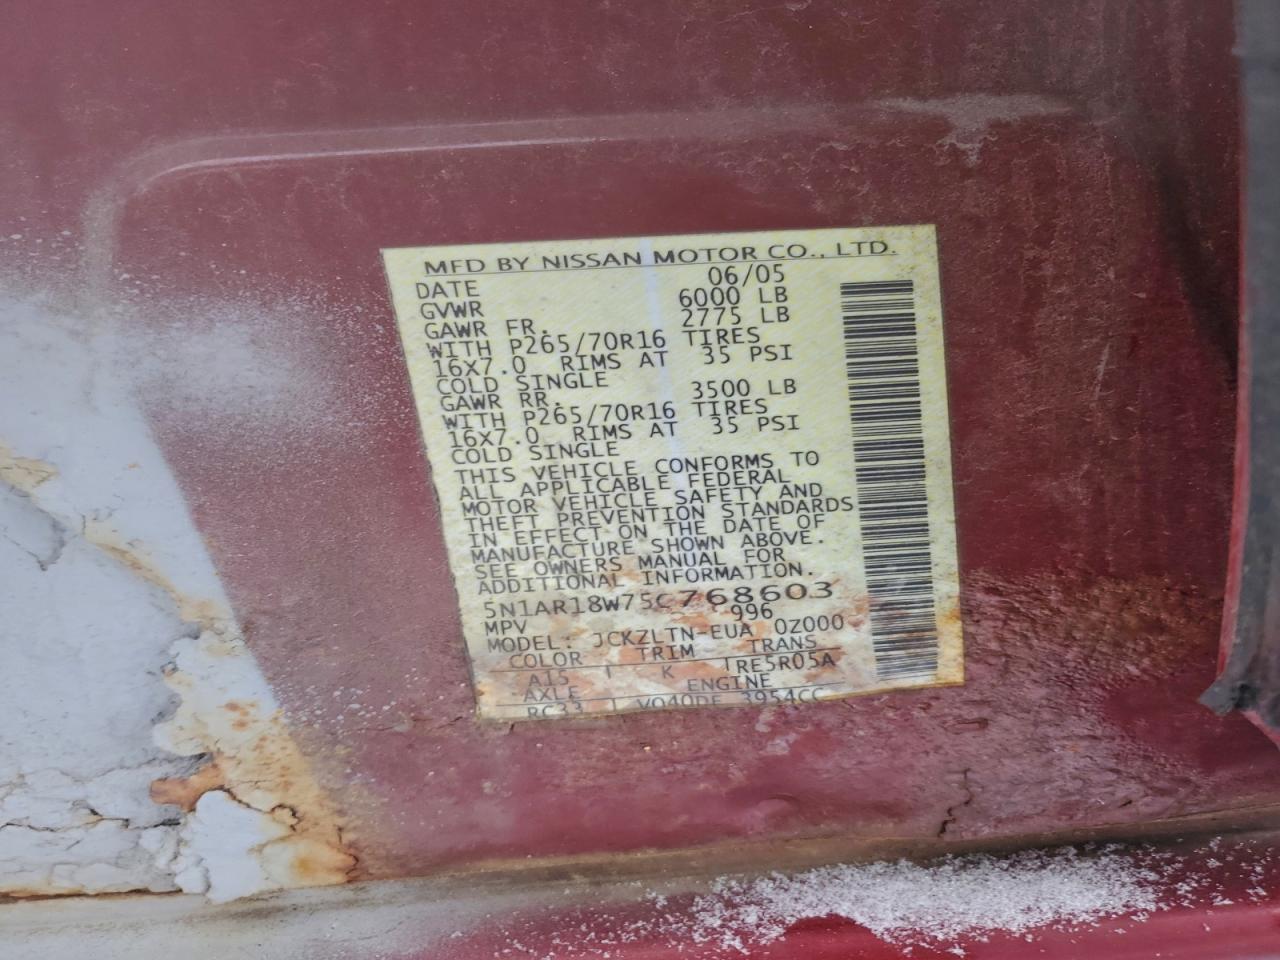 MFD BY NISSAN MOTOR CO., LTD.
DATE 06/05
GVWR 6000 LB
GAWR FR. 2775 LB
WITH P265/70R16 TIRES
16X7.0 RIMS AT 35 PSI
COLD SINGLE
GAWR RR. 3500 LB
WITH P265/70R16 TIRES
16X7.0 RIMS AT 35 PSI
COLD SINGLE
THIS VEHICLE CONFORMS TO
ALL APPLICABLE FEDERAL
MOTOR VEHICLE SAFETY AND
THEFT PREVENTION STANDARDS
IN EFFECT ON THE DATE OF
MANUFACTURE SHOWN ABOVE.
SEE OWNERS MANUAL FOR
ADDITIONAL INFORMATION.
5N1AR18W75C768603
MPV 996
MODEL: JCKZLTN-EUA 0Z000
COLOR TRIM TRANS
A15 K TRE5R05A
AXLE ENGINE
RC33 VQ40DE 3954CC